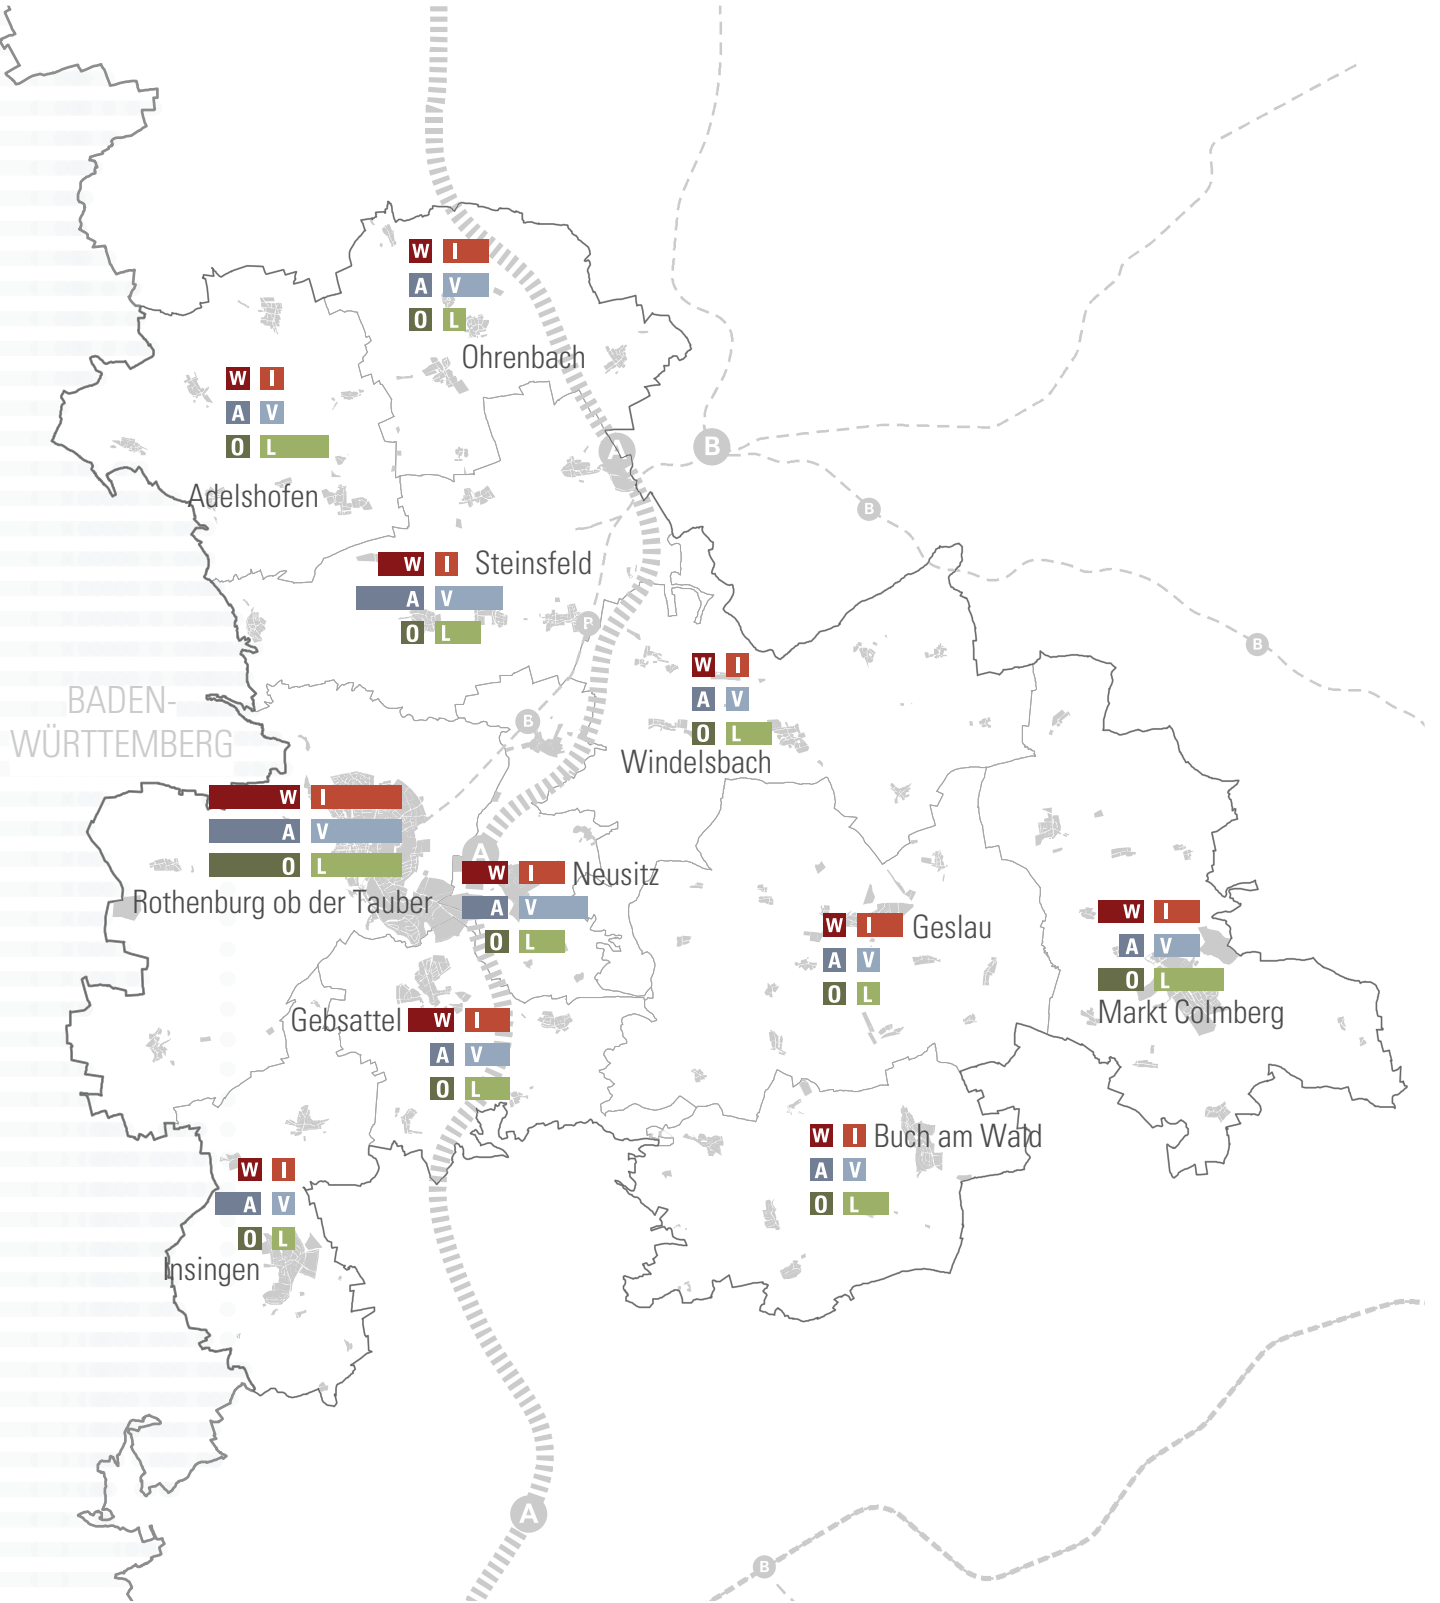 W I
A V
O L
Ohrenbach
W I
A V
O L
Adelshofen
A
B
B
W I Steinsfeld
A V
O L
B
B
BADEN-
WÜRTTEMBERG
W I
A V
O L
Windelsbach
B
W I
A V
O L
Rothenburg ob der Tauber
A
W I Neusitz
A V
O L
W I Geslau
A V
O L
W I
A V
O L
Markt Colmberg
Gebsattel W I
A V
O L
W I Buch am Wald
A V
O L
W I
A V
O L
Insingen
A
B